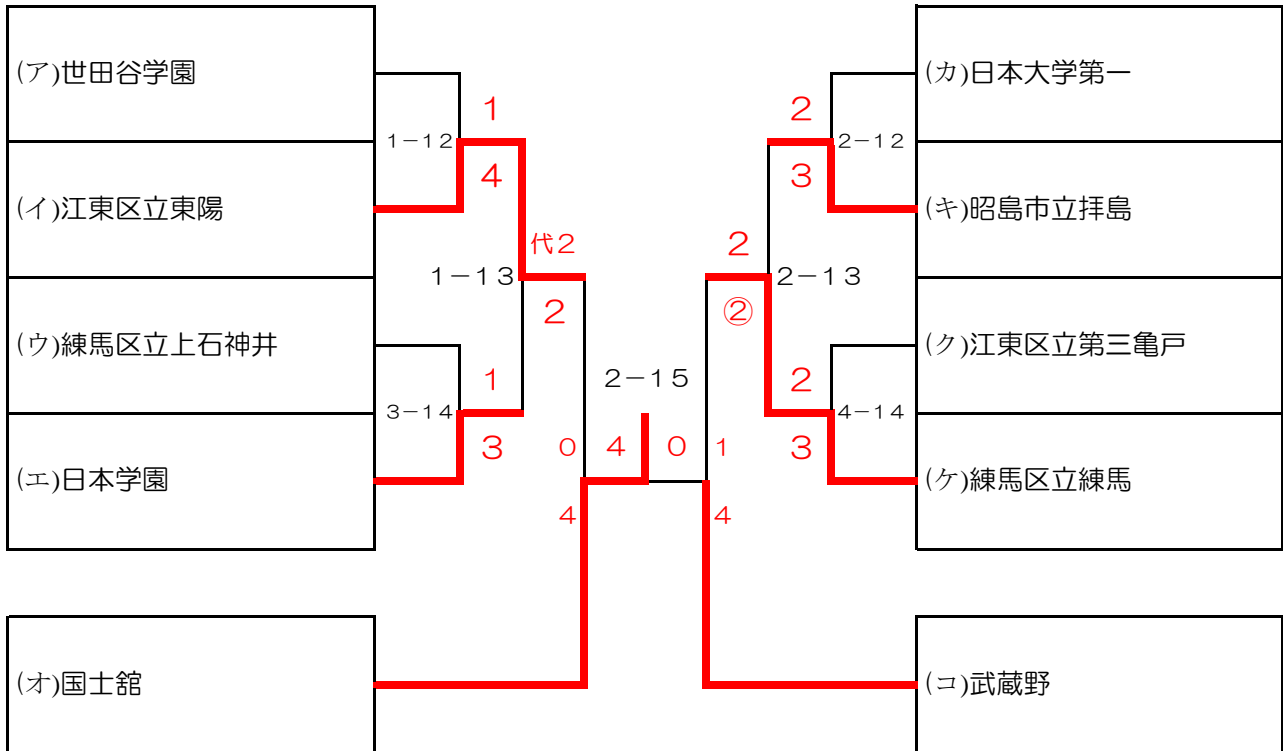 (ア)世田谷学園
(カ)日本大学第一
1
2
1－12
2－12
4
3
(イ)江東区立東陽
(キ)昭島市立拝島
代2
2
1－13
2－13
2
②
(ウ)練馬区立上石神井
(ク)江東区立第三亀戸
2－15
1
2
3－14
4－14
3
0
4
0
1
3
(エ)日本学園
(ケ)練馬区立練馬
4
4
(オ)国士舘
(コ)武蔵野